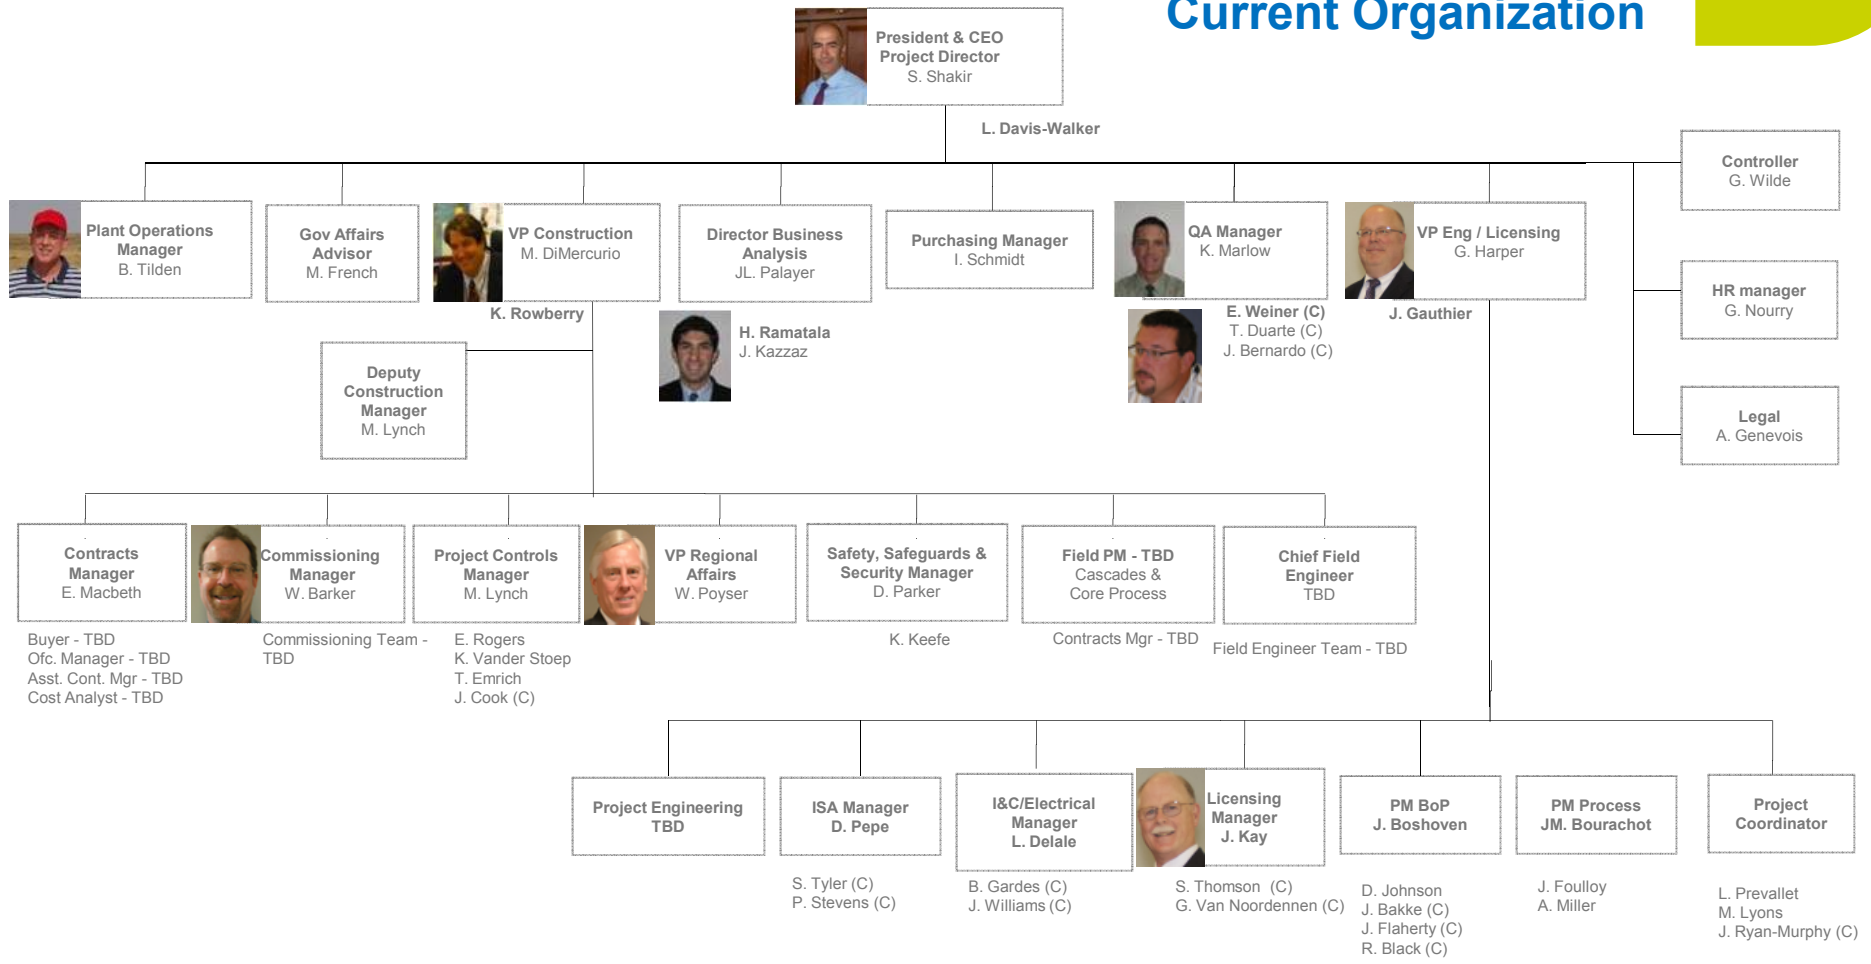 Current Organization
President & CEO
Project Director
S. Shakir
L. Davis-Walker
Controller
G. Wilde
Plant Operations
Manager
B. Tilden
Gov Affairs
Advisor
M. French
VP Construction
M. DiMercurio
Director Business
Analysis
JL. Palayer
Purchasing Manager
I. Schmidt
QA Manager
K. Marlow
VP Eng / Licensing
G. Harper
HR manager
G. Nourry
K. Rowberry
H. Ramatala
J. Kazzaz
E. Weiner (C)
T. Duarte (C)
J. Bernardo (C)
J. Gauthier
Deputy
Construction
Manager
M. Lynch
Legal
A. Genevois
Contracts
Manager
E. Macbeth
Commissioning
Manager
W. Barker
Project Controls
Manager
M. Lynch
VP Regional
Affairs
W. Poyser
Safety, Safeguards &
Security Manager
D. Parker
Field PM - TBD
Cascades &
Core Process
Chief Field
Engineer
TBD
Buyer - TBD
Ofc. Manager - TBD
Asst. Cont. Mgr - TBD
Cost Analyst - TBD
Commissioning Team -
TBD
E. Rogers
K. Vander Stoep
T. Emrich
J. Cook (C)
K. Keefe
Contracts Mgr - TBD
Field Engineer Team - TBD
Project Engineering
TBD
ISA Manager
D. Pepe
I&C/Electrical
Manager
L. Delale
Licensing
Manager
J. Kay
PM BoP
J. Boshoven
PM Process
JM. Bourachot
Project
Coordinator
S. Tyler (C)
P. Stevens (C)
B. Gardes (C)
J. Williams (C)
S. Thomson (C)
G. Van Noordennen (C)
D. Johnson
J. Bakke (C)
J. Flaherty (C)
R. Black (C)
J. Foulloy
A. Miller
L. Prevallet
M. Lyons
J. Ryan-Murphy (C)